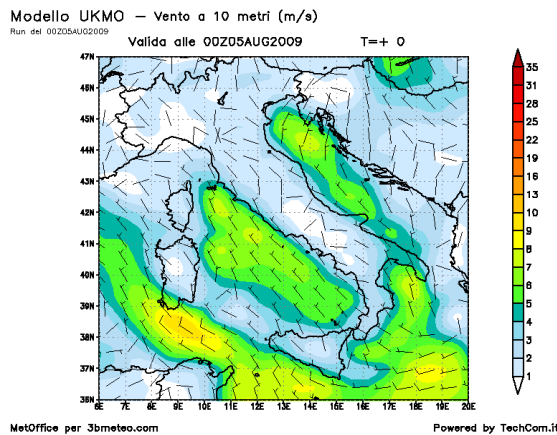 Modello UKMO – Vento a 10 metri (m/s)
Run del 00Z05AUG2009
Valida alle 00Z05AUG2009 T=+ 0
47N
46N
45N
44N
43N
42N
41N
40N
39N
38N
37N
36N
35N
6E 7E 8E 9E 10E 11E 12E 13E 14E 15E 16E 17E 18E 19E 20E
35
31
28
25
22
19
16
13
10
9
8
7
6
5
4
3
2
1
MetOffice per 3bmeteo.com Powered by TechCom.it